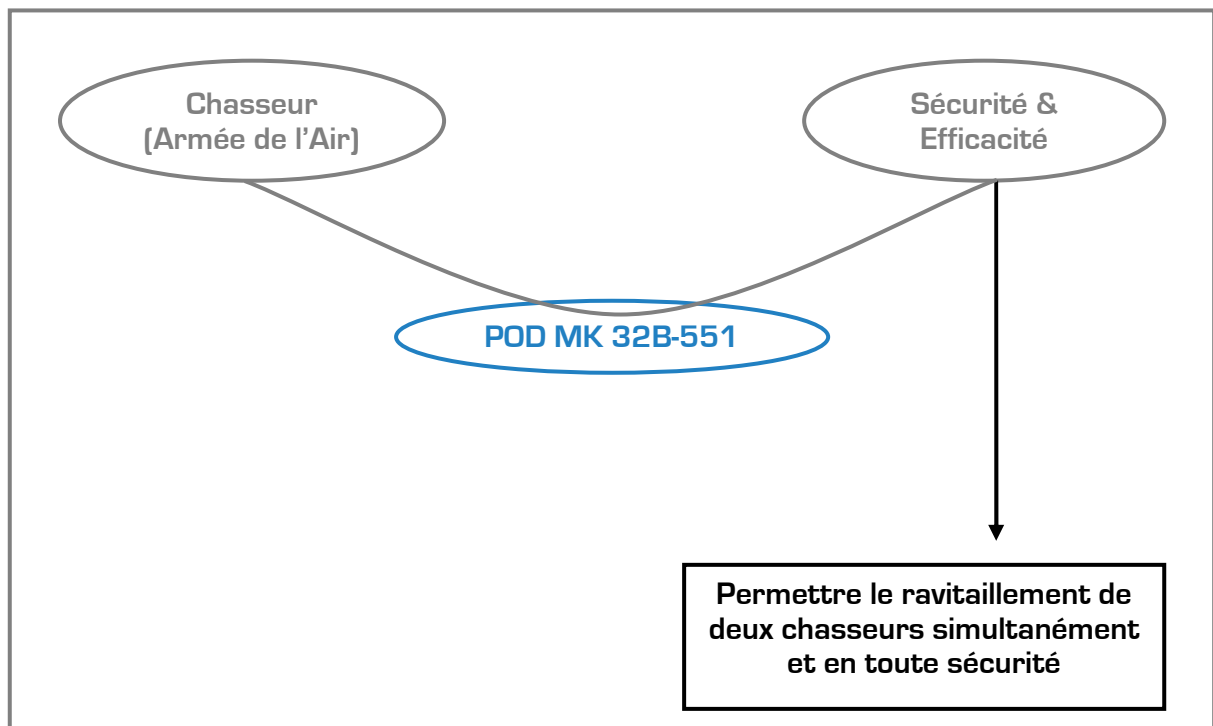 Chasseur
(Armée de l'Air)
Sécurité &
Efficacité
POD MK 32B-551
Permettre le ravitaillement de
deux chasseurs simultanément
et en toute sécurité